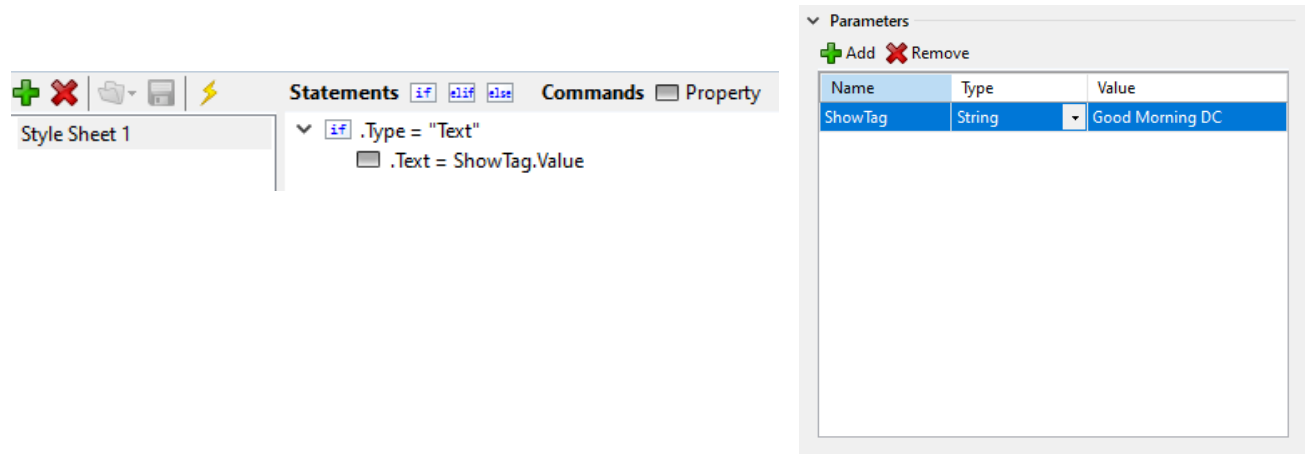 Statements if elif else Commands Property
Style Sheet 1
if .Type = "Text"
.Text = ShowTag.Value
Parameters
Add Remove
Name Type Value
ShowTag String Good Morning DC